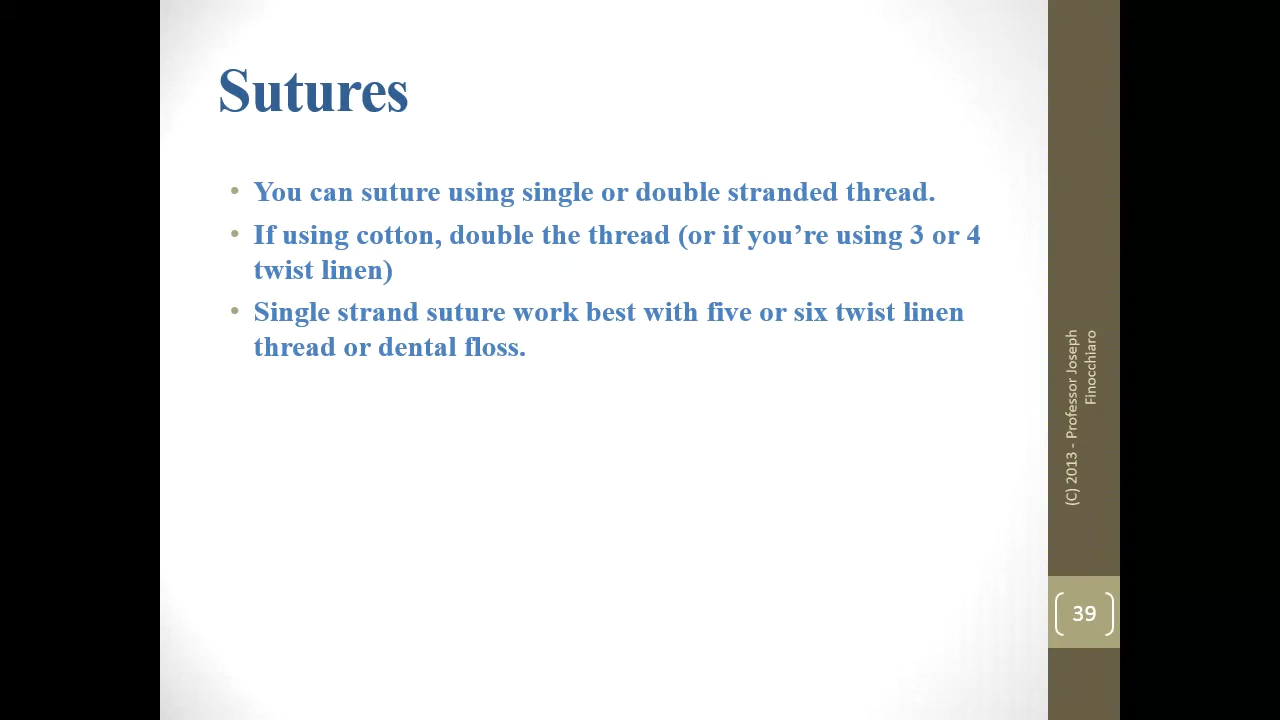 Sutures
• You can suture using single or double stranded thread.
• If using cotton, double the thread (or if you’re using 3 or 4
twist linen)
• Single strand suture work best with five or six twist linen
thread or dental floss.
(C) 2013 - Professor Joseph
Finocchiaro
39